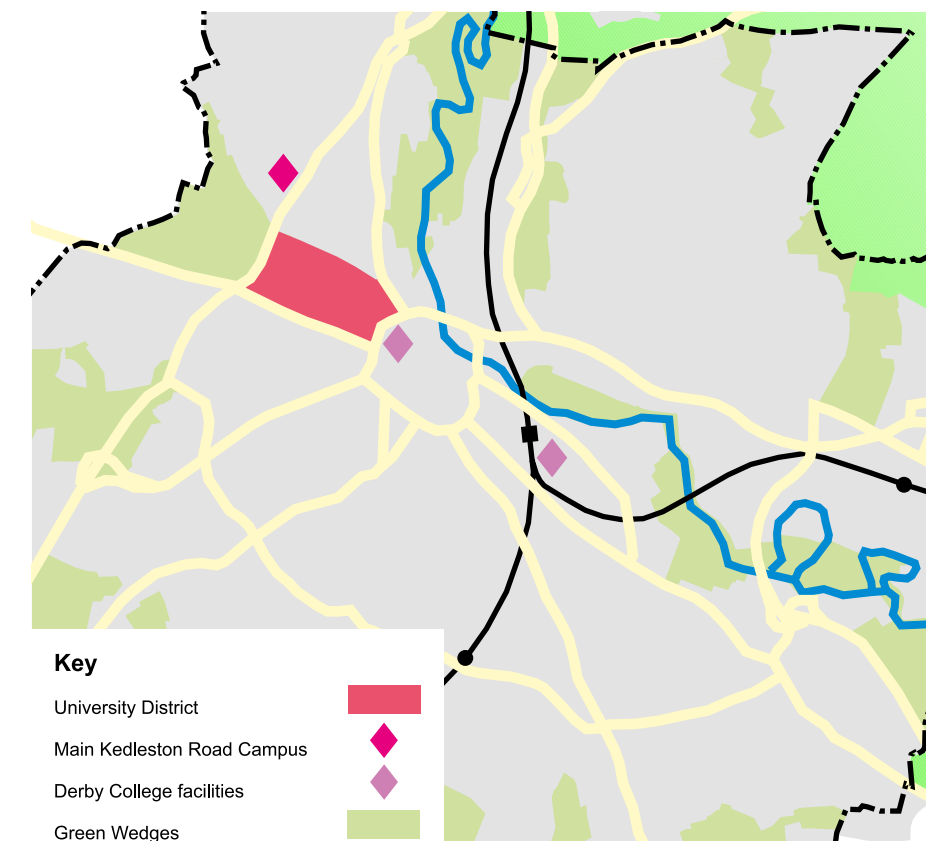 Key
University District
Main Kedleston Road Campus
Derby College facilities
Green Wedges